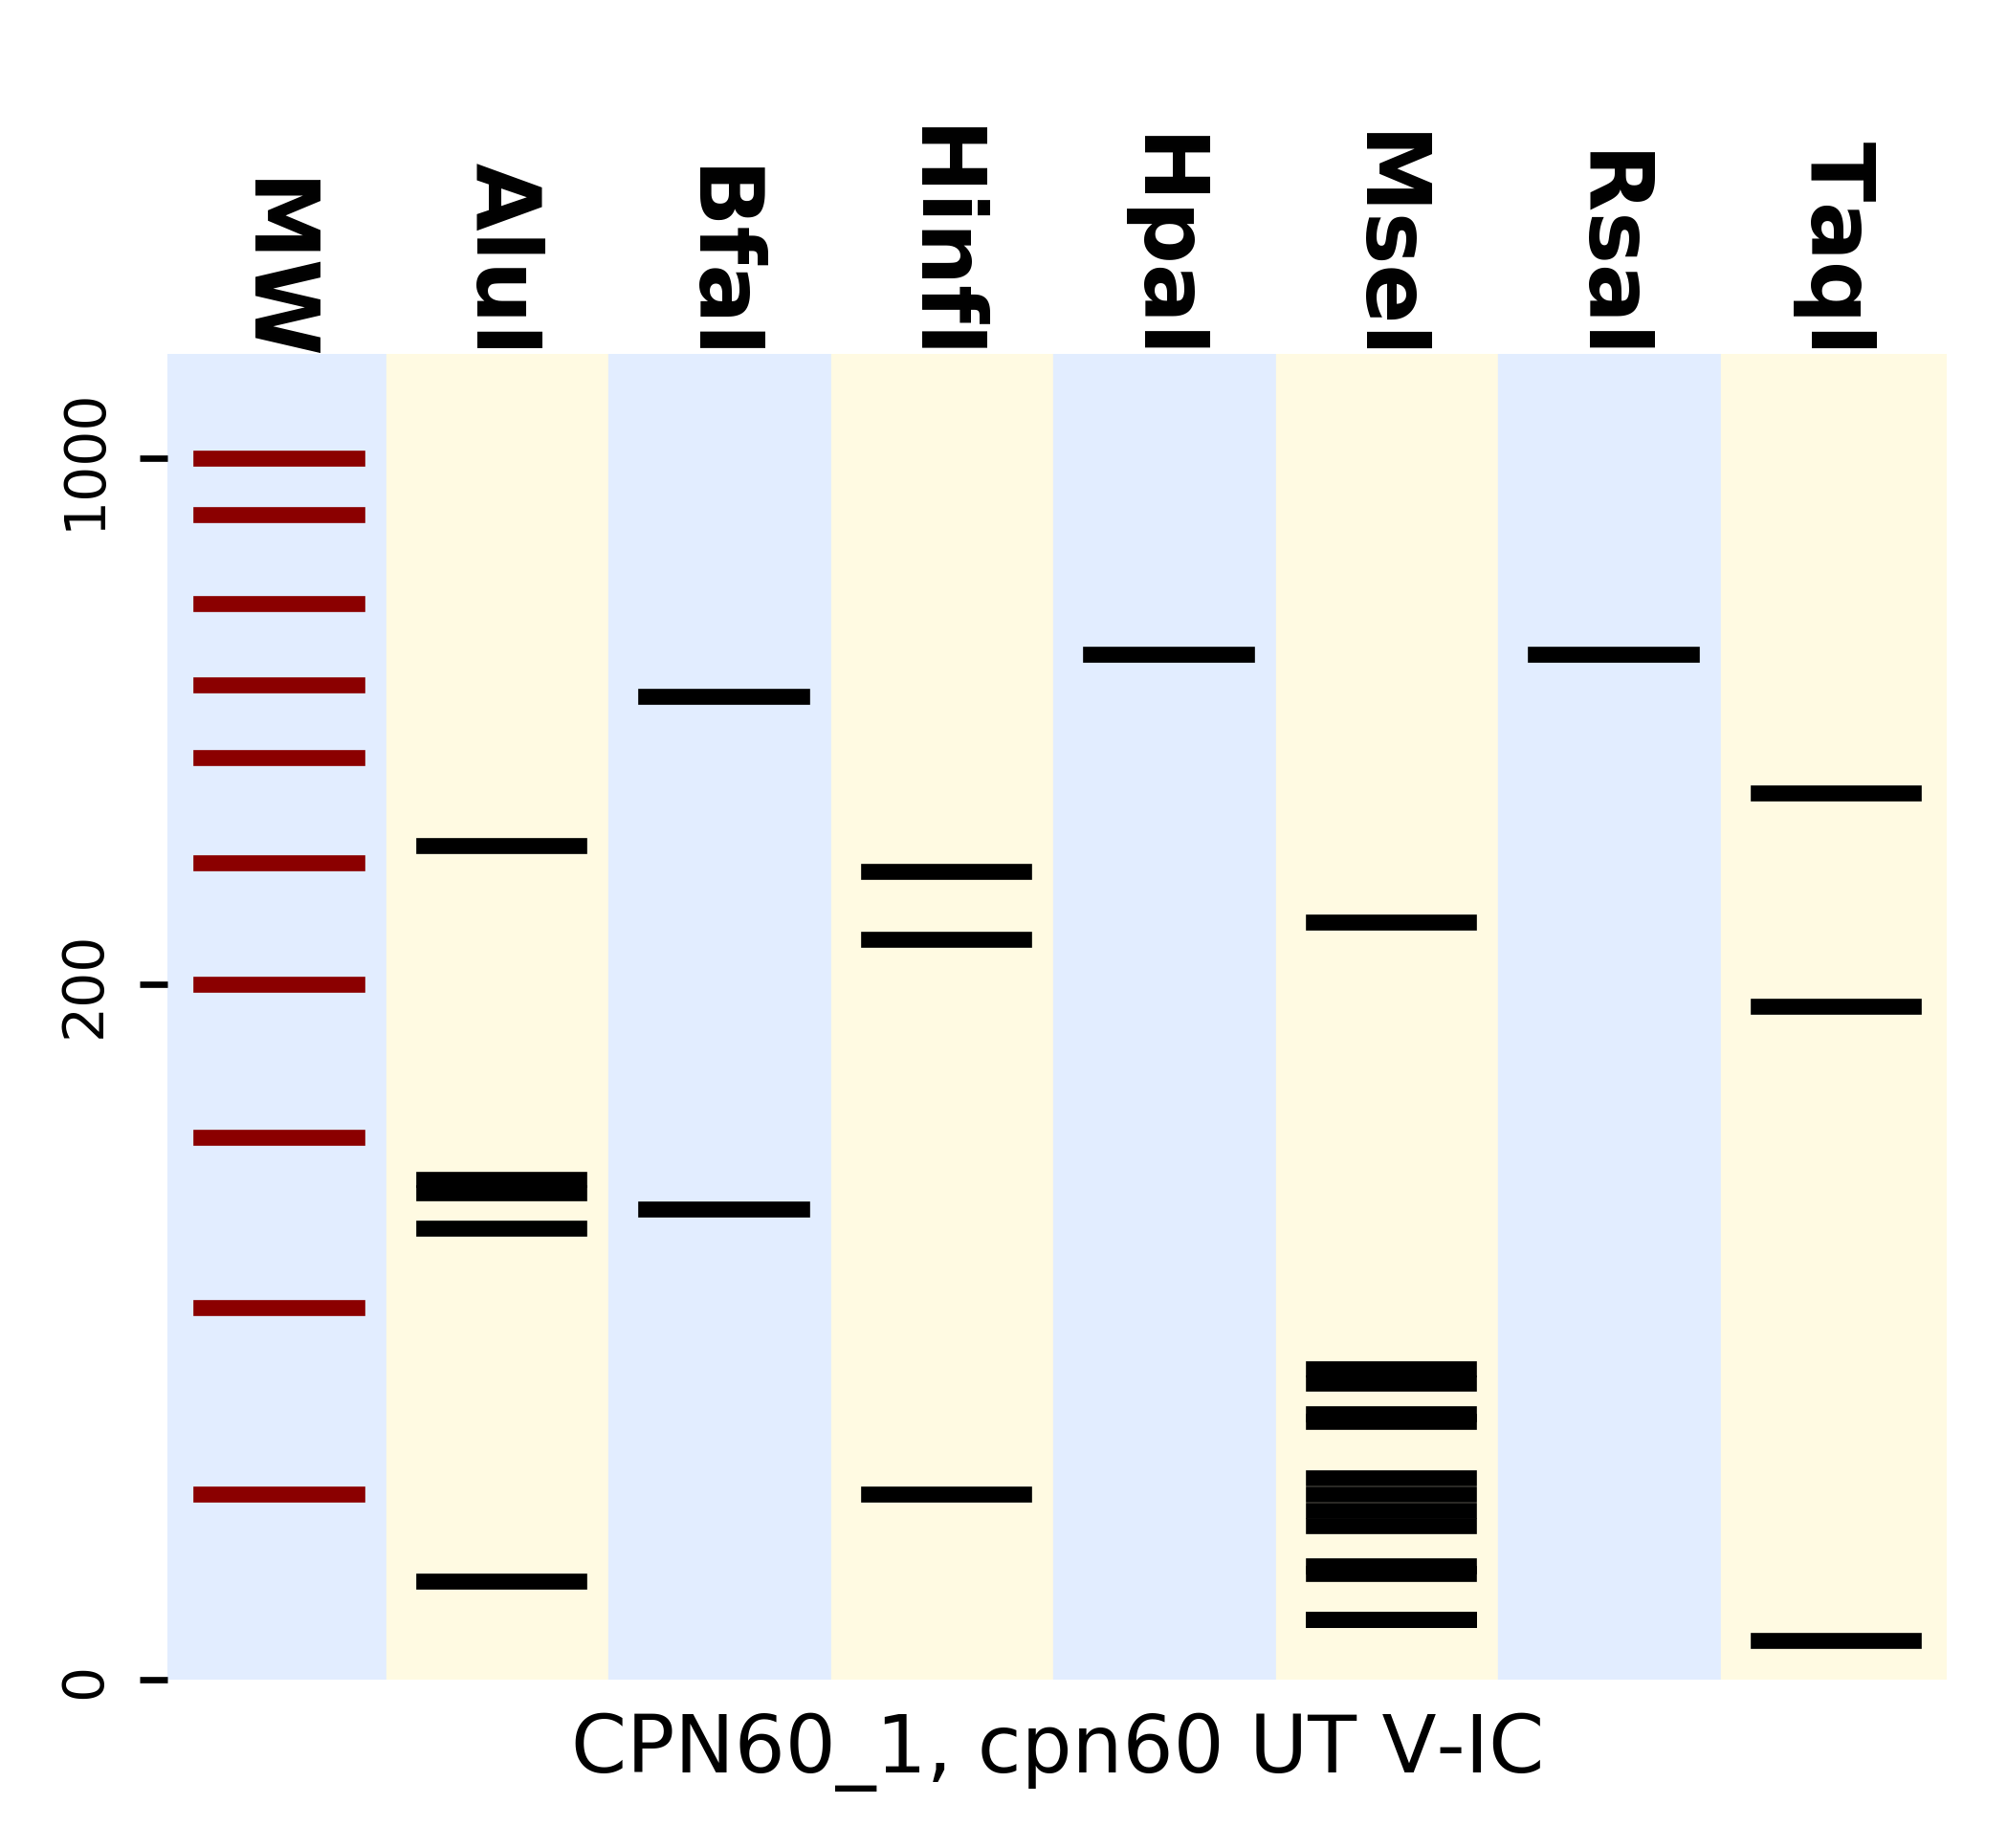 MW
AluI
BfaI
HinfI
HpaI
MseI
RsaI
TaqI
1000
200
0
CPN60_1, cpn60 UT V-IC